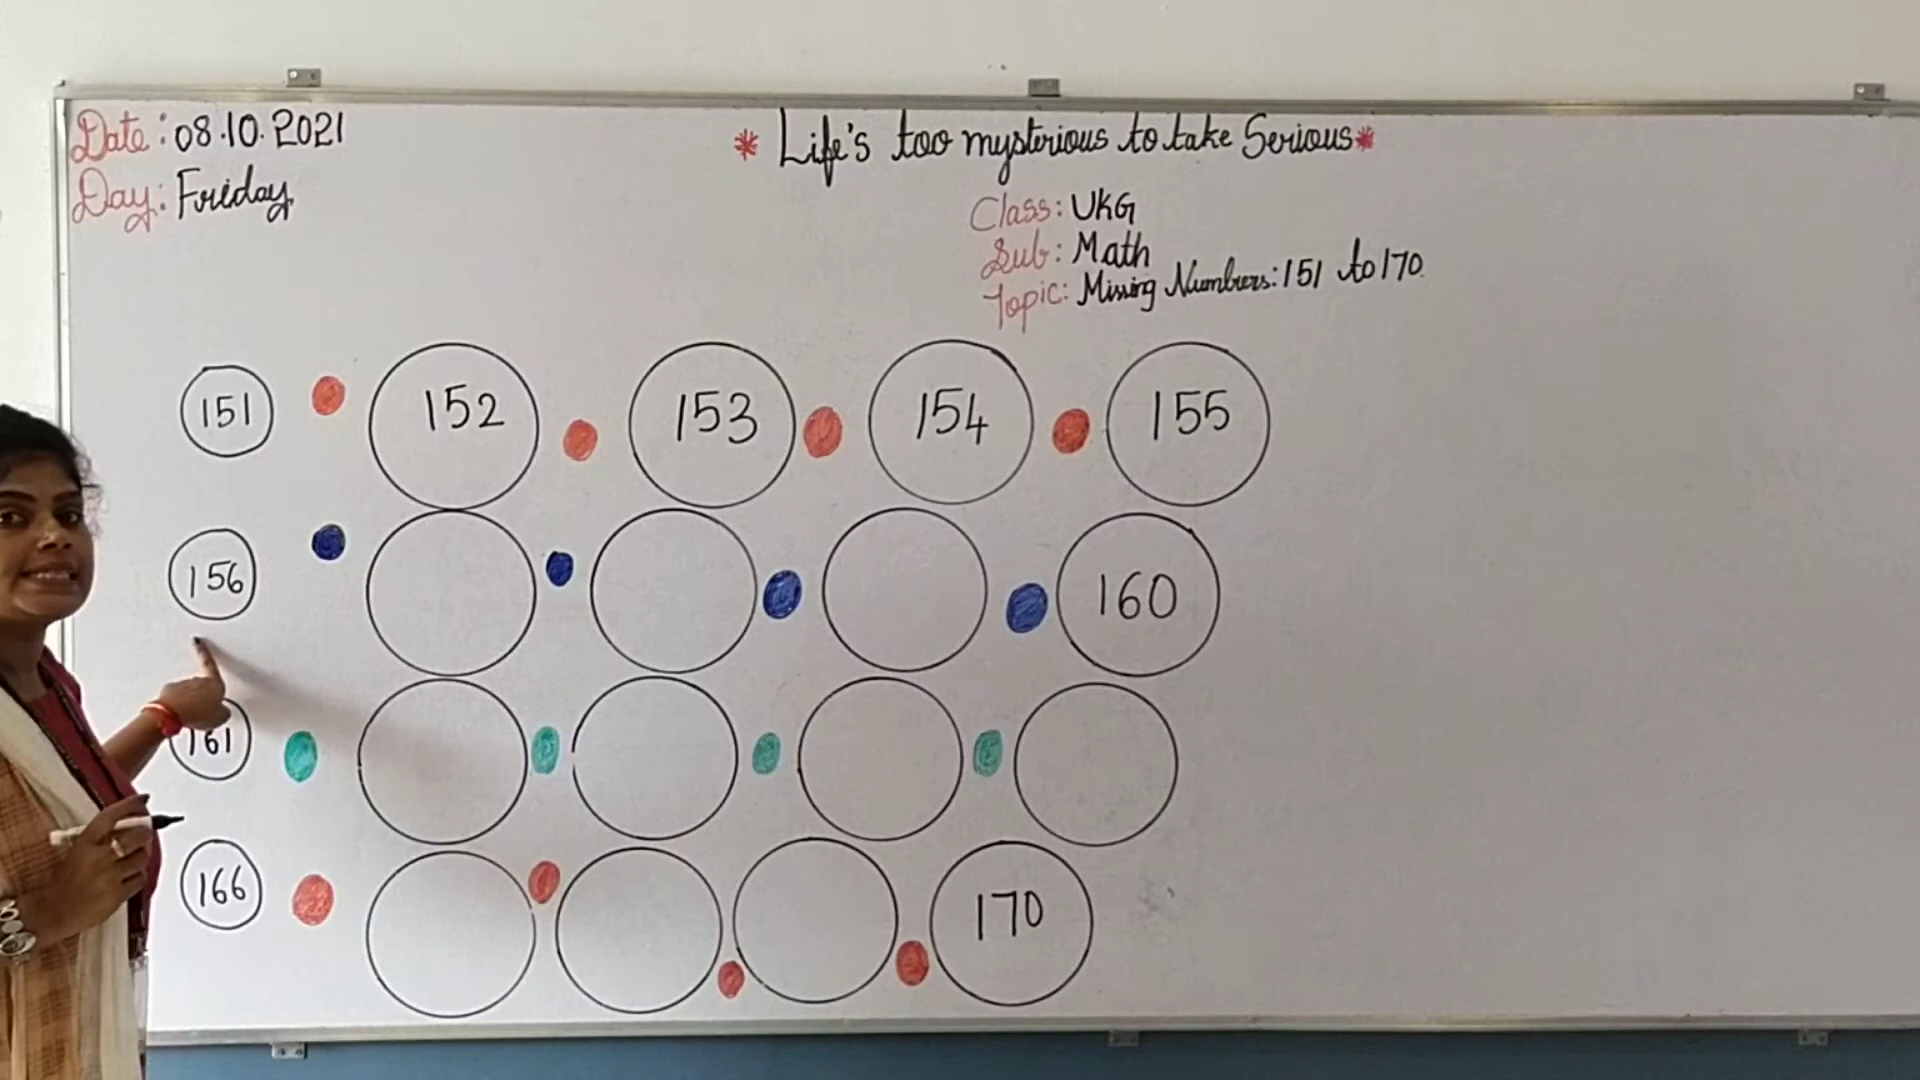 Date: 08.10.2021
Day: Friday
* Life's too mysterious to take Serious *
Class: UKG
Sub: Math
Topic: Missing Numbers: 151 to 170
151 152 153 154 155
156 160
161
166 170